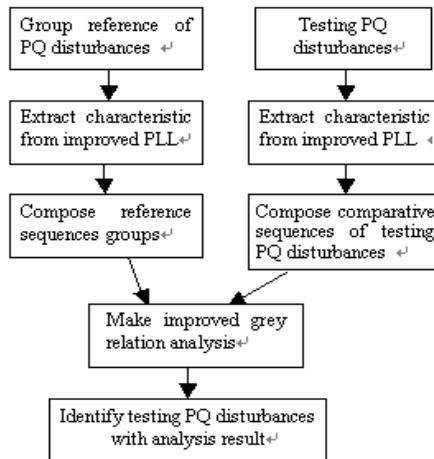 Group reference of
PQ disturbances ↵
Testing PQ
disturbances↵
Extract characteristic
from improved PLL↵
Extract characteristic
from improved PLL ↵
Compose reference
sequences groups↵
Compose comparative
sequences of testing
PQ disturbances ↵
Make improved grey
relation analysis↵
Identify testing PQ disturbances
with analysis result↵